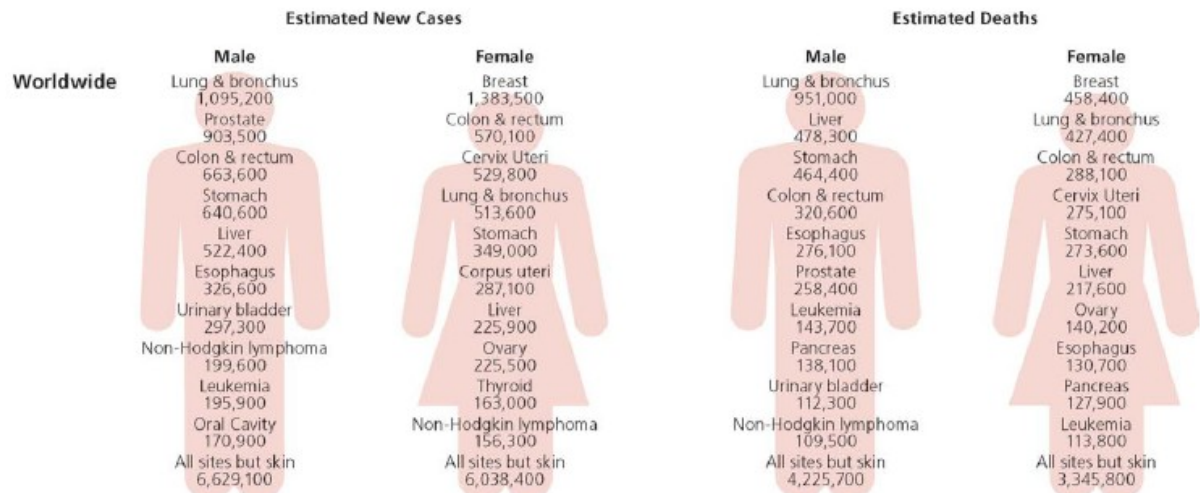 Estimated New Cases
Estimated Deaths
Worldwide
Male
Lung & bronchus
1,095,200
Prostate
903,500
Colon & rectum
663,600
Stomach
640,600
Liver
522,400
Esophagus
326,600
Urinary bladder
297,300
Non-Hodgkin lymphoma
199,600
Leukemia
195,900
Oral Cavity
170,900
All sites but skin
6,629,100
Female
Breast
1,383,500
Colon & rectum
570,100
Cervix Uteri
529,800
Lung & bronchus
513,600
Stomach
349,000
Corpus uteri
287,100
Liver
225,900
Ovary
225,500
Thyroid
163,000
Non-Hodgkin lymphoma
156,300
All sites but skin
6,038,400
Male
Lung & bronchus
951,000
Liver
478,300
Stomach
464,400
Colon & rectum
320,600
Esophagus
276,100
Prostate
258,400
Leukemia
143,700
Pancreas
138,100
Urinary bladder
112,300
Non-Hodgkin lymphoma
109,500
All sites but skin
4,225,700
Female
Breast
458,400
Lung & bronchus
427,400
Colon & rectum
288,100
Cervix Uteri
275,100
Stomach
273,600
Liver
217,600
Ovary
140,200
Esophagus
130,700
Pancreas
127,900
Leukemia
113,800
All sites but skin
3,345,800